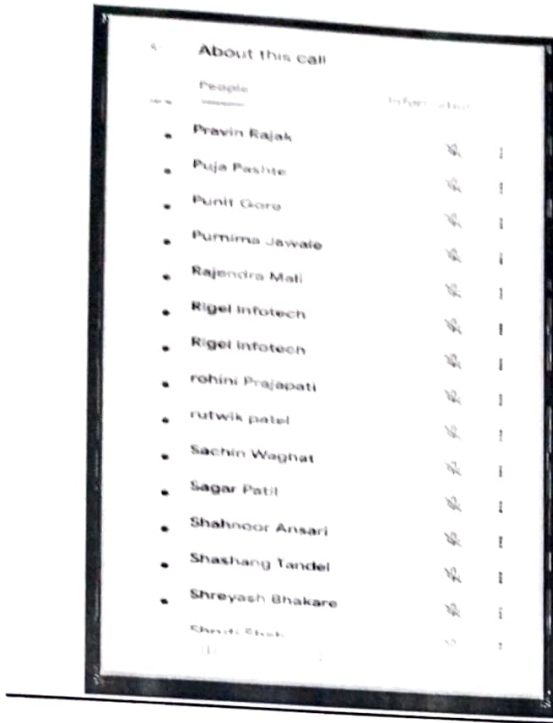 About this call
People
Pravin Rajak
Puja Pashte
Punit Goru
Purnima Jawale
Rajendra Mali
Rigel Infotech
Rigel Infotech
rohini Prajapati
rutwik patel
Sachin Waghat
Sagar Patil
Shahnoor Ansari
Shashang Tandel
Shreyash Bhakare